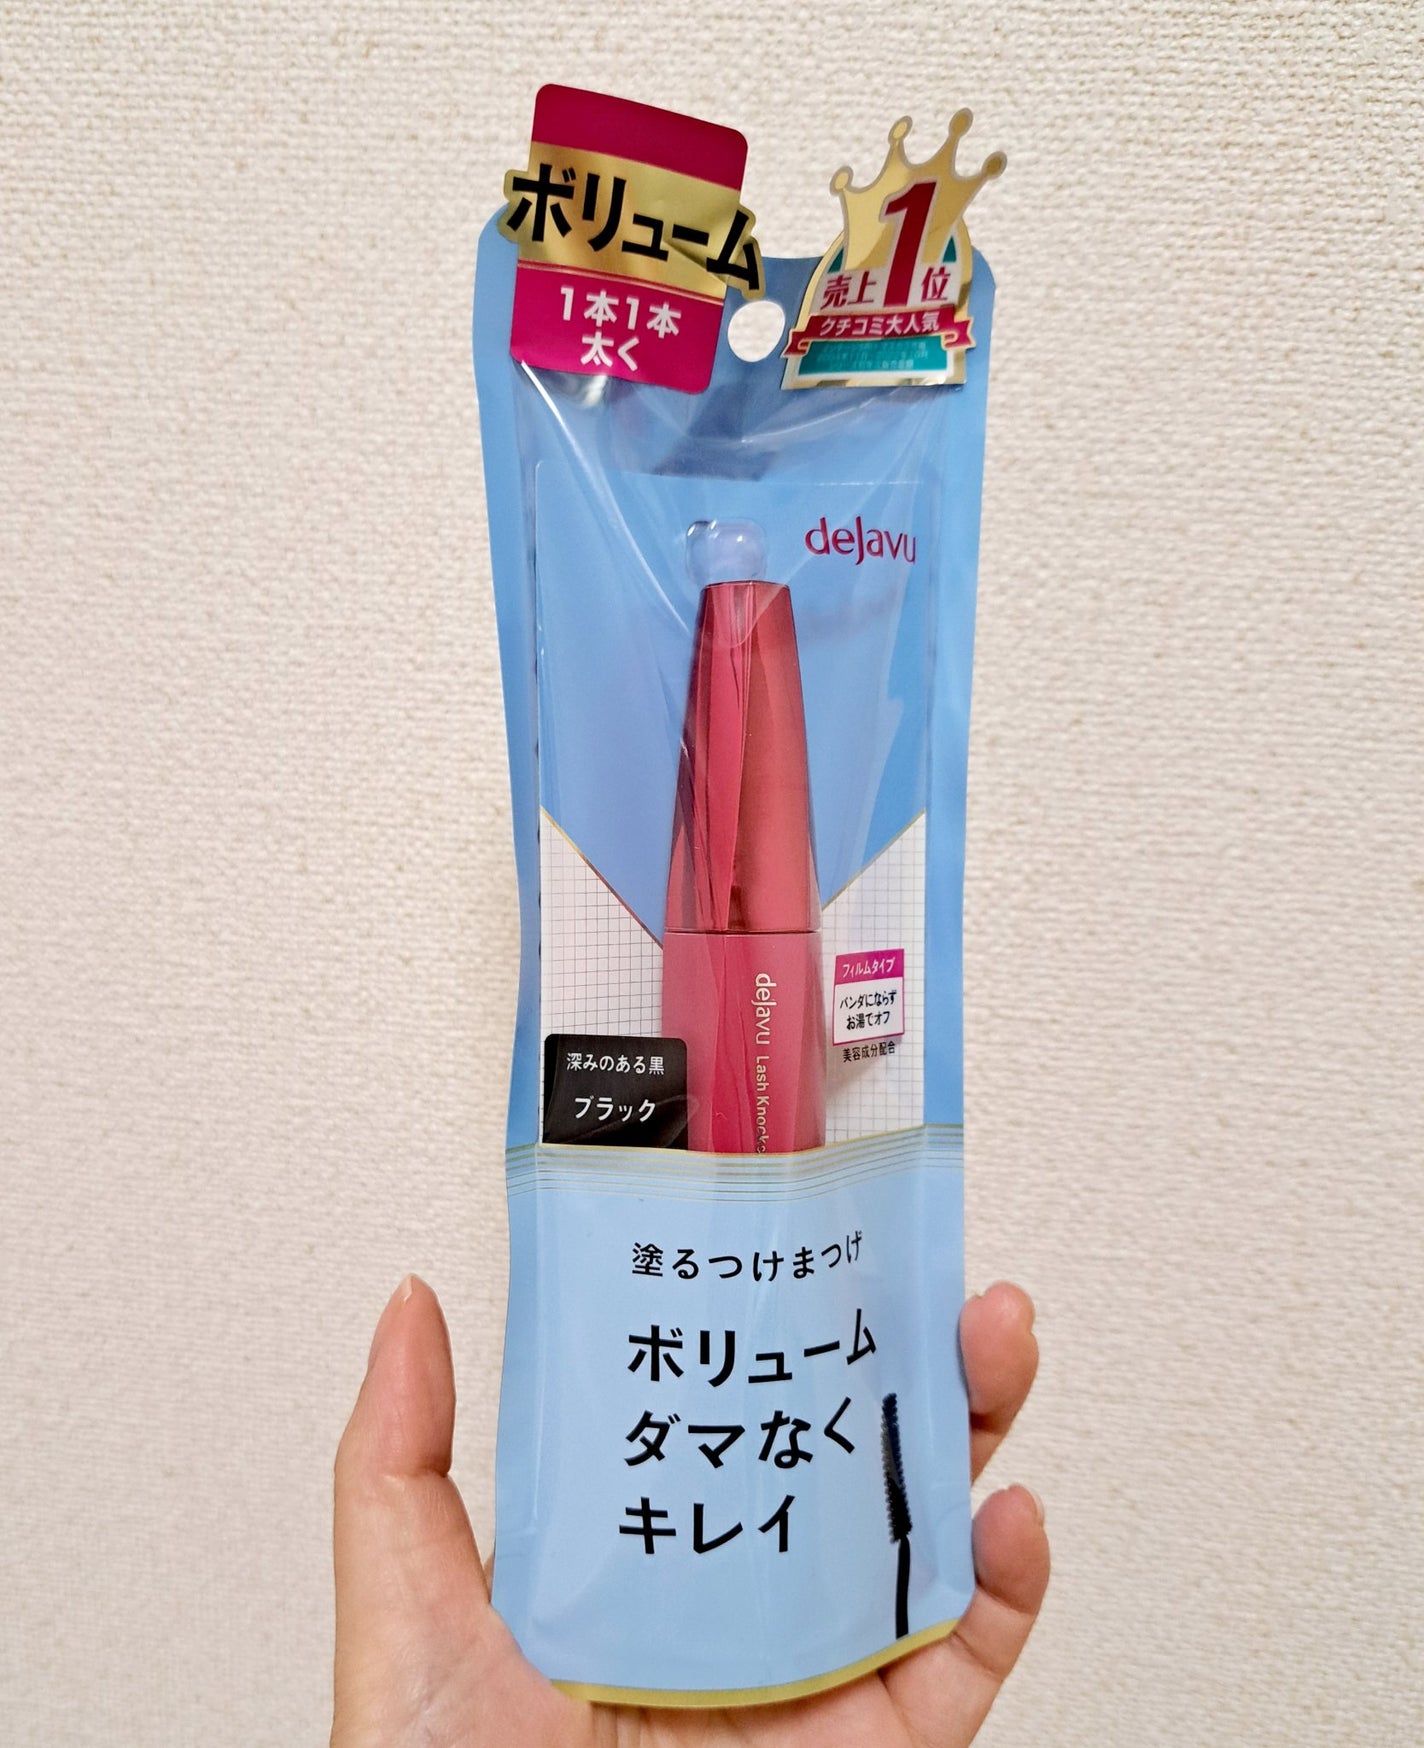 ボリューム
1本1本
太く
売上1位
クチコミ大人気
dejavu
dejavu Lash Knock
フィルムタイプ
パンダにならず
お湯でオフ
美容成分配合
深みのある黒
ブラック
塗るつけまつげ
ボリューム
ダマなく
キレイ